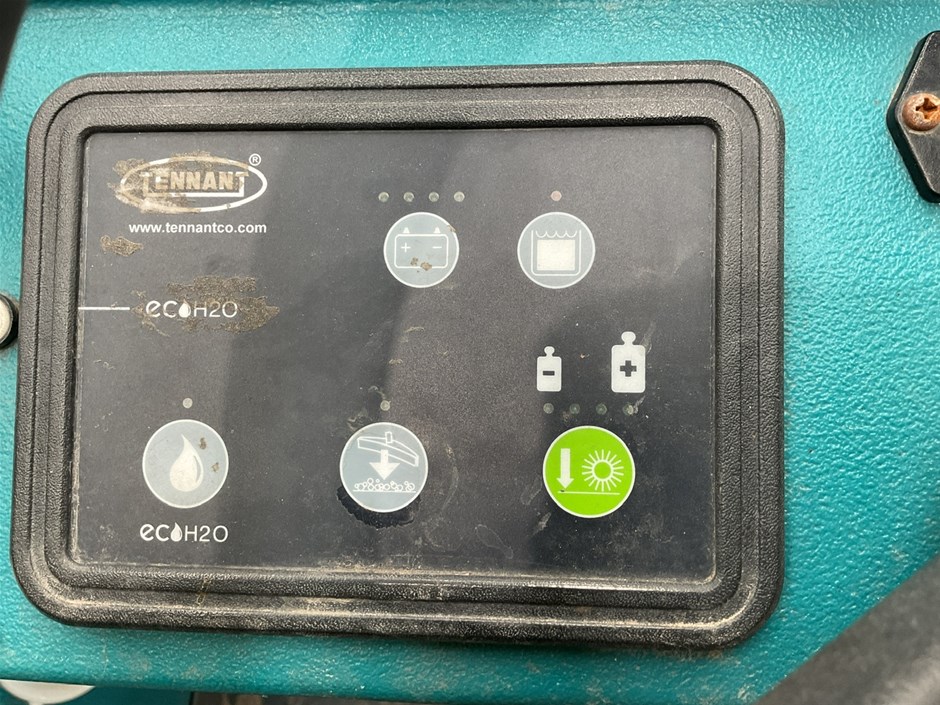 TENNANT®
www.tennantco.com
ecoH2O
+ -
- +
ecoH2O